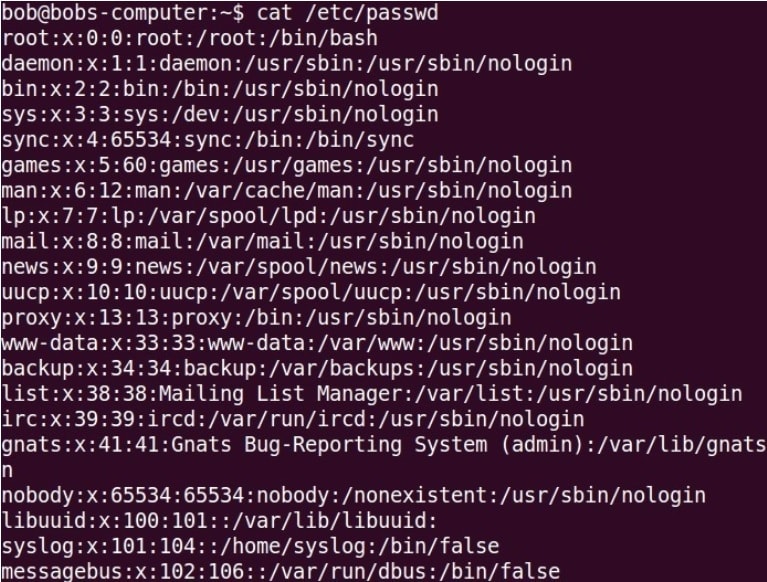 bob@bobs-computer:~$ cat /etc/passwd
root:x:0:0:root:/root:/bin/bash
daemon:x:1:1:daemon:/usr/sbin:/usr/sbin/nologin
bin:x:2:2:bin:/bin:/usr/sbin/nologin
sys:x:3:3:sys:/dev:/usr/sbin/nologin
sync:x:4:65534:sync:/bin:/bin/sync
games:x:5:60:games:/usr/games:/usr/sbin/nologin
man:x:6:12:man:/var/cache/man:/usr/sbin/nologin
lp:x:7:7:lp:/var/spool/lpd:/usr/sbin/nologin
mail:x:8:8:mail:/var/mail:/usr/sbin/nologin
news:x:9:9:news:/var/spool/news:/usr/sbin/nologin
uucp:x:10:10:uucp:/var/spool/uucp:/usr/sbin/nologin
proxy:x:13:13:proxy:/bin:/usr/sbin/nologin
www-data:x:33:33:www-data:/var/www:/usr/sbin/nologin
backup:x:34:34:backup:/var/backups:/usr/sbin/nologin
list:x:38:38:Mailing List Manager:/var/list:/usr/sbin/nologin
irc:x:39:39:ircd:/var/run/ircd:/usr/sbin/nologin
gnats:x:41:41:Gnats Bug-Reporting System (admin):/var/lib/gnats
n
nobody:x:65534:65534:nobody:/nonexistent:/usr/sbin/nologin
libuuid:x:100:101::/var/lib/libuuid:
syslog:x:101:104::/home/syslog:/bin/false
messagebus:x:102:106::/var/run/dbus:/bin/false